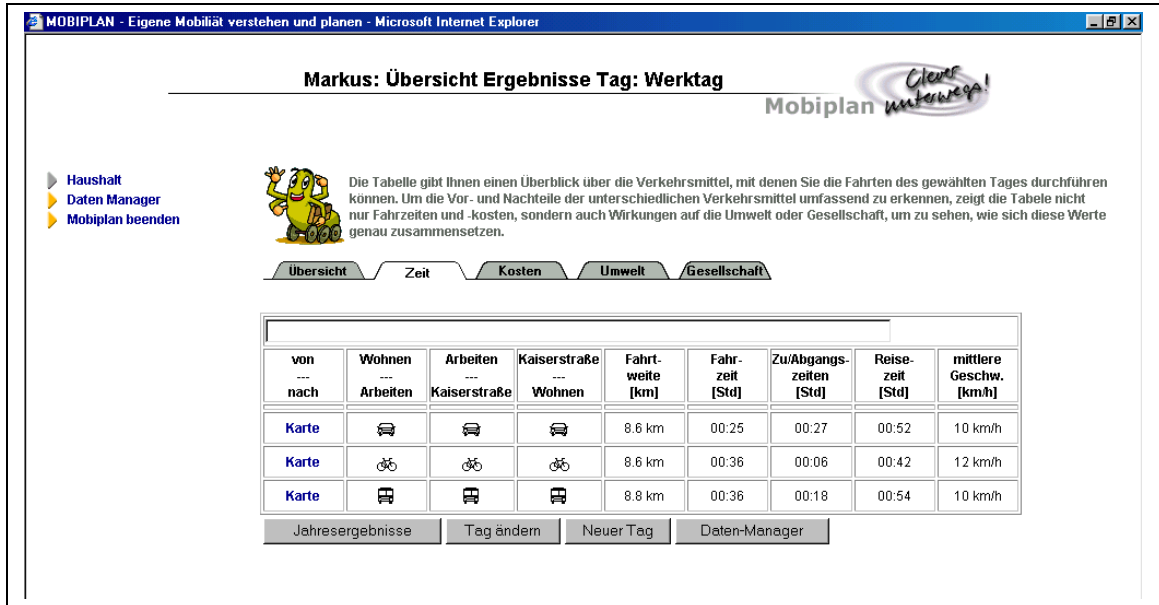 MOBIPLAN - Eigene Mobiliät verstehen und planen - Microsoft Internet Explorer
Markus: Übersicht Ergebnisse Tag: Werktag
Clever
unterwegs!
Mobiplan
Haushalt
Daten Manager
Mobiplan beenden
Die Tabelle gibt Ihnen einen Überblick über die Verkehrsmittel, mit denen Sie die Fahrten des gewählten Tages durchführen
können. Um die Vor- und Nachteile der unterschiedlichen Verkehrsmittel umfassend zu erkennen, zeigt die Tabele nicht
nur Fahrzeiten und -kosten, sondern auch Wirkungen auf die Umwelt oder Gesellschaft, um zu sehen, wie sich diese Werte
genau zusammensetzen.
Übersicht Zeit Kosten Umwelt Gesellschaft
von Wohnen Arbeiten Kaiserstraße Fahrt- Fahr- Zu/Abgangs- Reise- mittlere
--- --- --- --- weite zeit zeiten zeit Geschw.
nach Arbeiten Kaiserstraße Wohnen [km] [Std] [Std] [Std] [km/h]
Karte 8.6 km 00:25 00:27 00:52 10 km/h
Karte 8.6 km 00:36 00:06 00:42 12 km/h
Karte 8.8 km 00:36 00:18 00:54 10 km/h
Jahresergebnisse Tag ändern Neuer Tag Daten-Manager